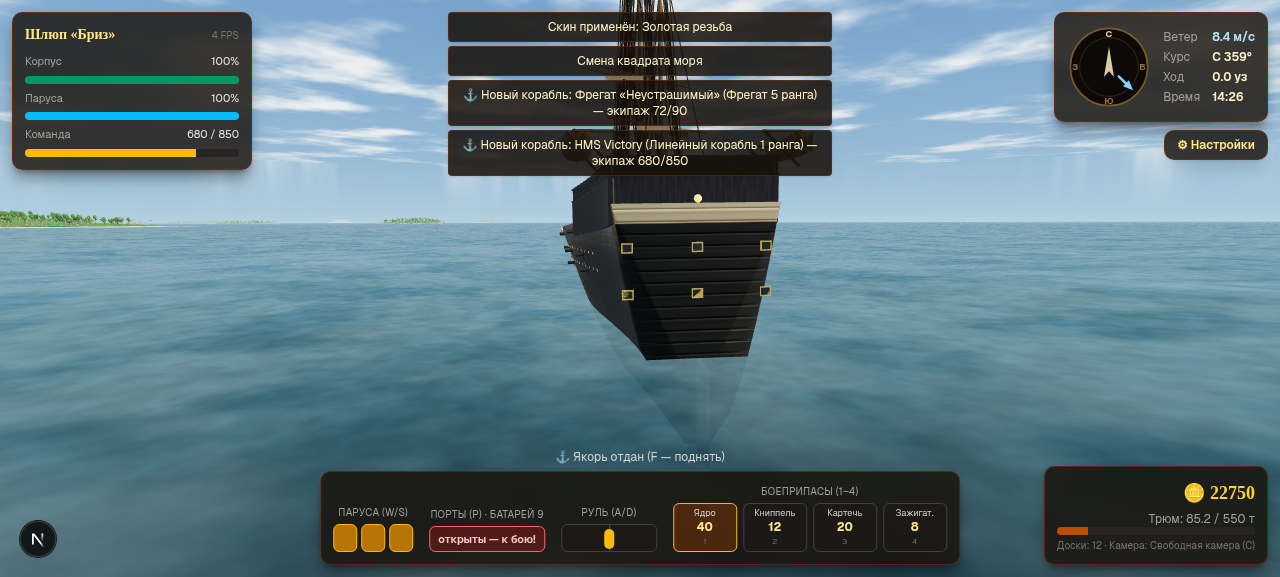 Шлюп «Бриз»
4 FPS
Корпус
100%
Паруса
100%
Команда
680 / 850
Скин применён: Золотая резьба
Смена квадрата моря
⚓ Новый корабль: Фрегат «Неустрашимый» (Фрегат 5 ранга)
— экипаж 72/90
⚓ Новый корабль: HMS Victory (Линейный корабль 1 ранга) —
экипаж 680/850
С
З
В
Ю
Ветер
8.4 м/с
Курс
С 359°
Ход
0.0 уз
Время
14:26
⚙ Настройки
⚓ Якорь отдан (F — поднять)
ПАРУСА (W/S)
ПОРТЫ (P) · БАТАРЕЙ 9
открыты — к бою!
РУЛЬ (A/D)
БОЕПРИПАСЫ (1–4)
Ядро
40
1
Книппель
12
2
Картечь
20
3
Зажигат.
8
4
N
22750
Трюм: 85.2 / 550 т
Доски: 12 · Камера: Свободная камера (C)